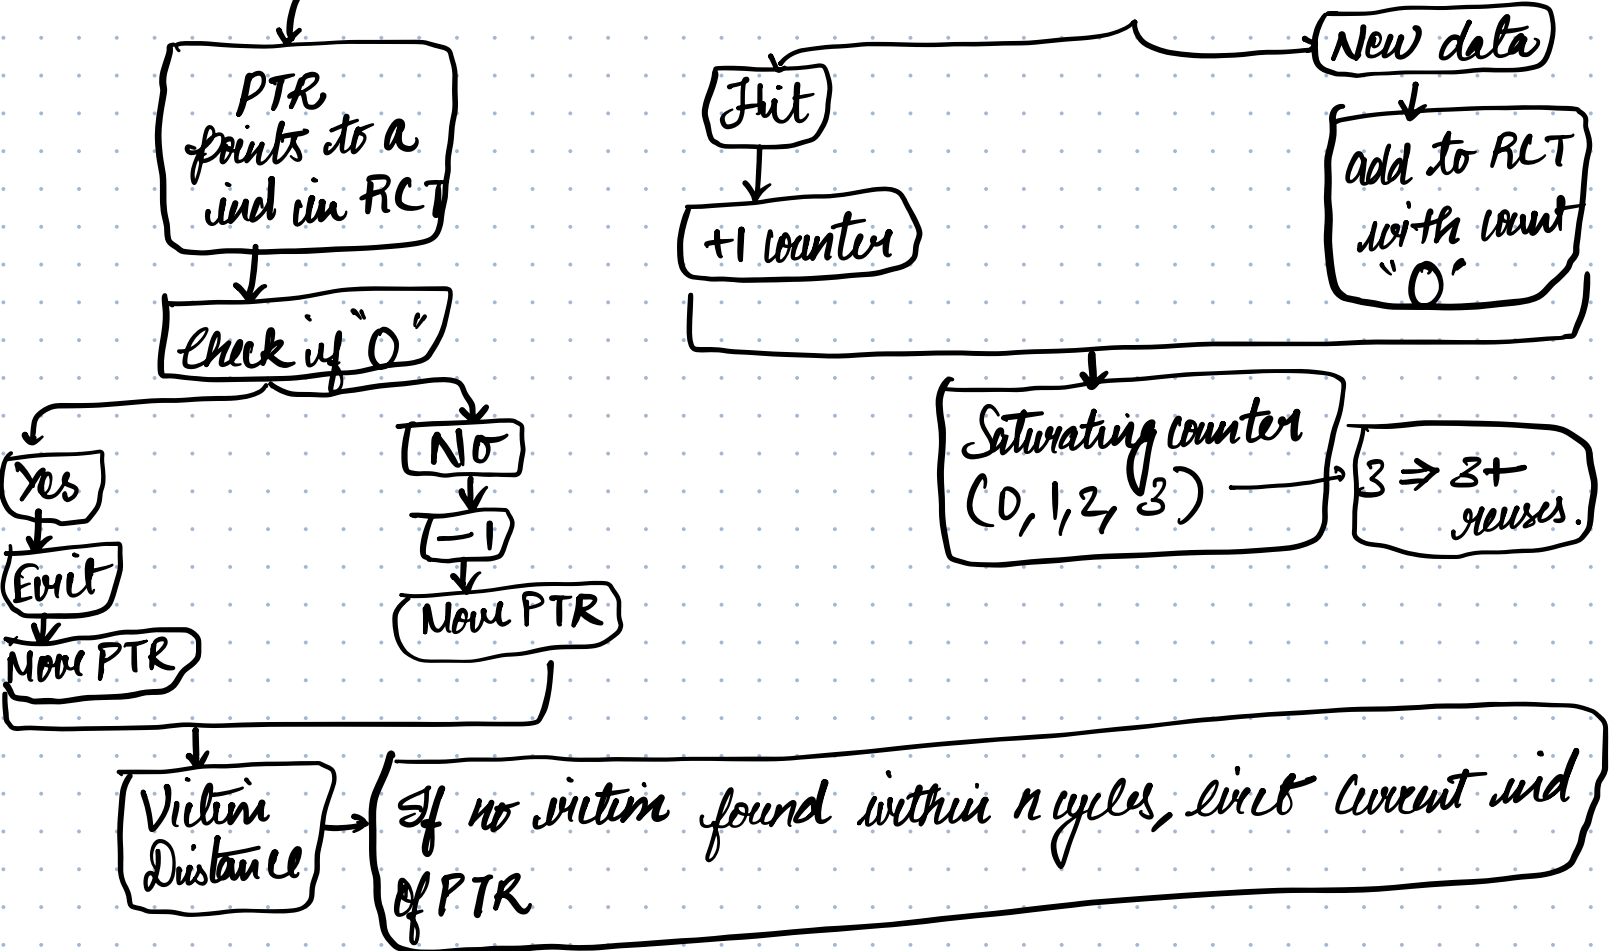 PTR
points to a
ind in RCT
Check if "0"
Yes
Evict
Move PTR
No
-1
Move PTR
Victim
Distance
If no victim found within n cycles, evict current ind
of PTR
Hit
+1 counter
New data
add to RCT
with count
"0"
Saturating counter
(0, 1, 2, 3)
3 ⇒ 3+
reuses.